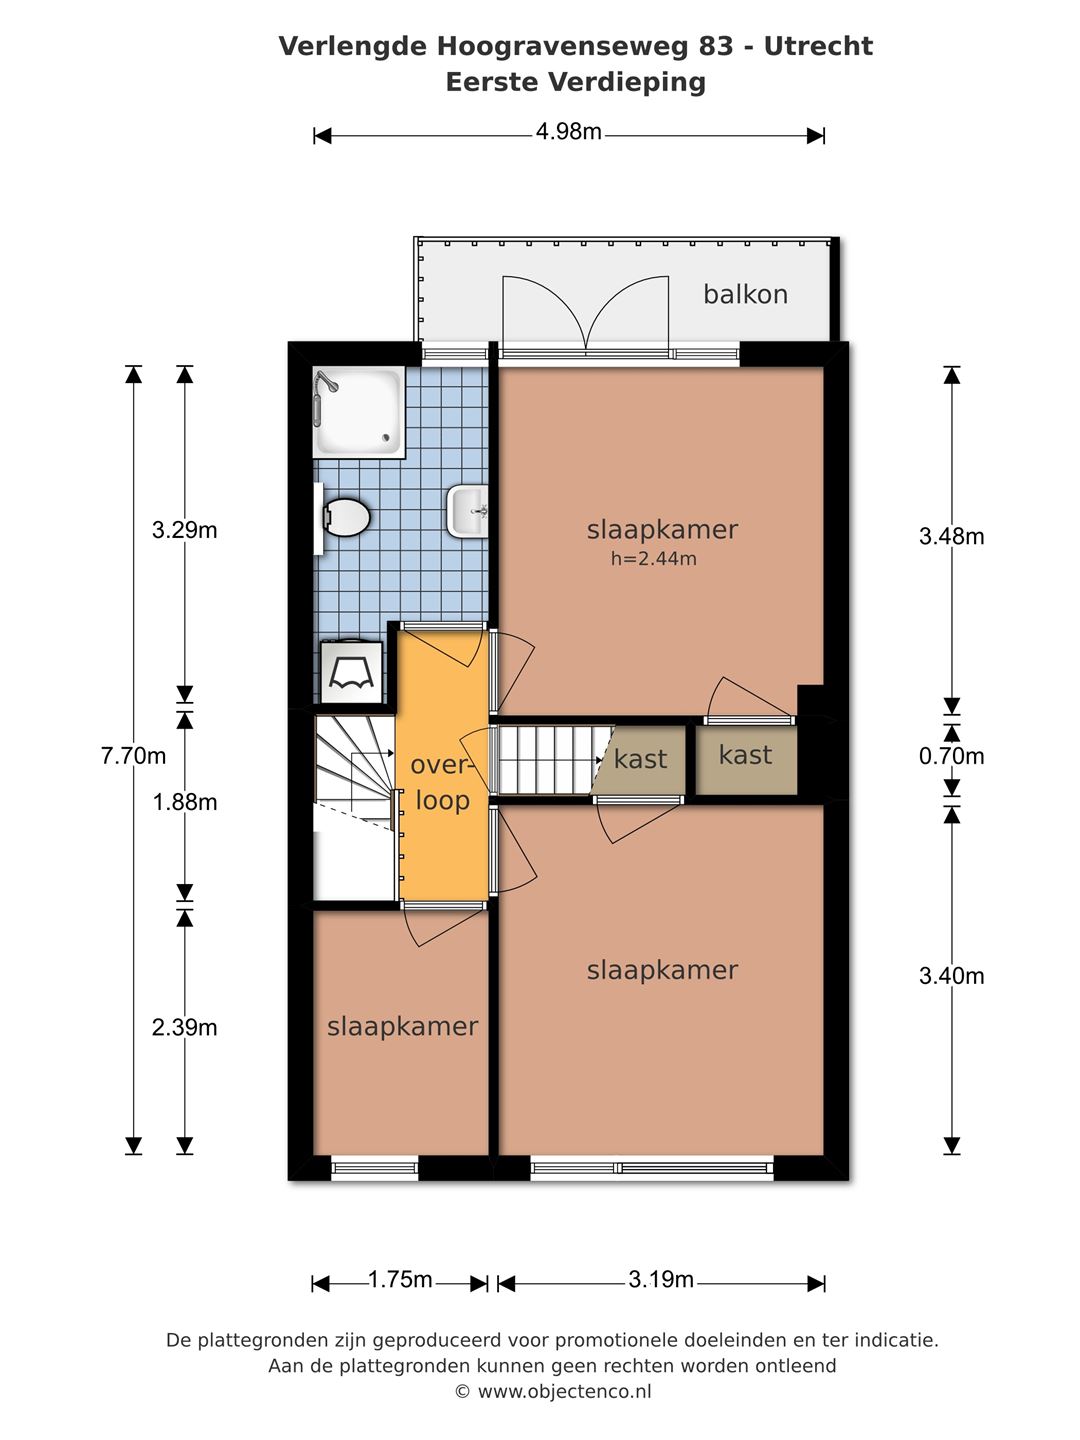 Verlengde Hoogravenseweg 83 - Utrecht
Eerste Verdieping
4.98m
balkon
3.29m
slaapkamer
h=2.44m
3.48m
7.70m
over-
loop
kast
kast
0.70m
1.88m
slaapkamer
3.40m
slaapkamer
2.39m
1.75m
3.19m
De plattegronden zijn geproduceerd voor promotionele doeleinden en ter indicatie.
Aan de plattegronden kunnen geen rechten worden ontleend
© www.objectenco.nl